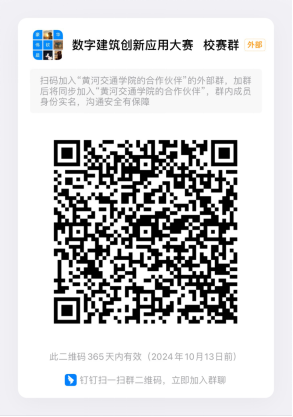 数字建筑创新应用大赛 校赛群 外部
扫码加入“黄河交通学院的合作伙伴”的外部群，加群
后将同步加入“黄河交通学院的合作伙伴”，群内成员
身份实名，沟通安全有保障
此二维码365天内有效（2024年10月13日前）
钉钉扫一扫群二维码，立即加入群聊